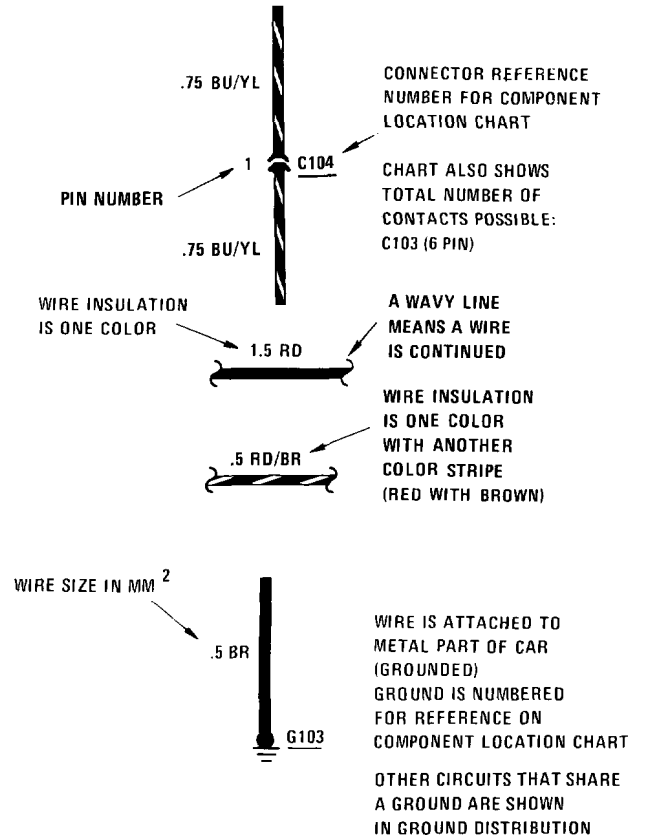 .75 BU/YL
CONNECTOR REFERENCE
NUMBER FOR COMPONENT
LOCATION CHART
1
C104
PIN NUMBER
CHART ALSO SHOWS
TOTAL NUMBER OF
CONTACTS POSSIBLE:
C103 (6 PIN)
.75 BU/YL
WIRE INSULATION
IS ONE COLOR
1.5 RD
A WAVY LINE
MEANS A WIRE
IS CONTINUED
WIRE INSULATION
IS ONE COLOR
WITH ANOTHER
COLOR STRIPE
(RED WITH BROWN)
.5 RD/BR
WIRE SIZE IN MM 2
.5 BR
G103
WIRE IS ATTACHED TO
METAL PART OF CAR
(GROUNDED)
GROUND IS NUMBERED
FOR REFERENCE ON
COMPONENT LOCATION CHART
OTHER CIRCUITS THAT SHARE
A GROUND ARE SHOWN
IN GROUND DISTRIBUTION